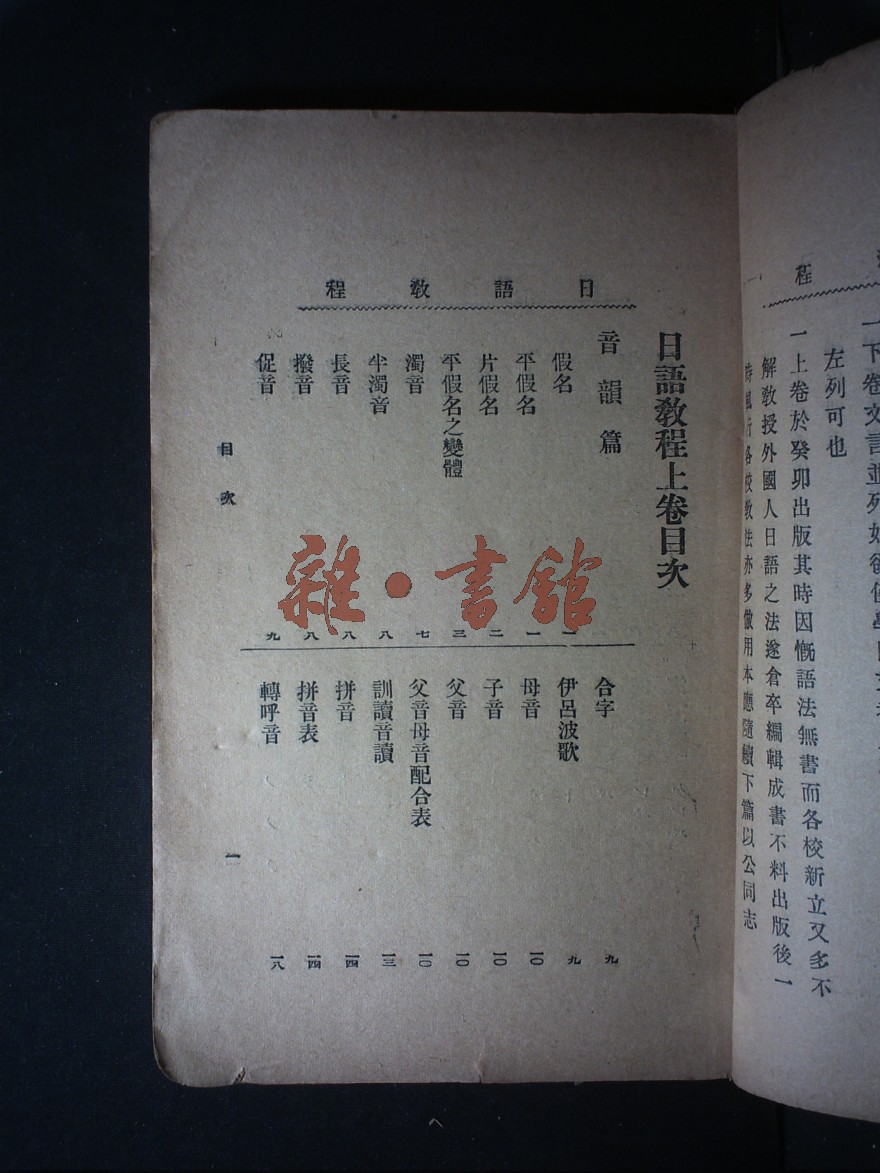 程
左列可也
一上卷於癸卯出版其時因慨語法無書而各校新立又多不
解教授外國人日語之法遂倉卒編輯成書不料出版後一
時風行各校教法亦多倣用本應隨續下篇以公同志
日語教程
日語教程上卷目次
音韻篇
假名 一
平假名 一
片假名 二
平假名之變體 三
濁音 七
半濁音 八
長音 八
撥音 八
促音 九
合字 九
伊呂波歌 九
母音 一〇
子音 一〇
父音 一〇
父音母音配合表 一〇
訓讀音讀 一三
拼音 一四
拼音表 一四
轉呼音 一八
目次
一
雜·書館